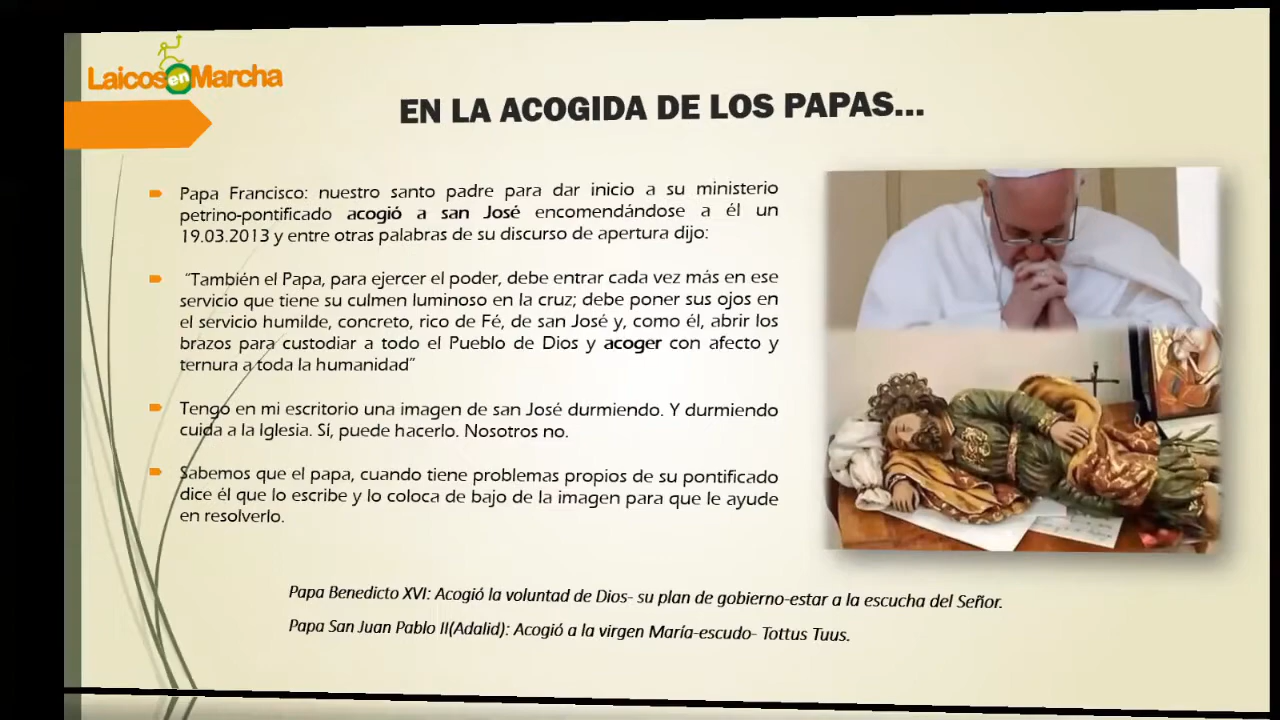 Laicos en Marcha
EN LA ACOGIDA DE LOS PAPAS...
Papa Francisco: nuestro santo padre para dar inicio a su ministerio
petrino-pontificado acogió a san José encomendándose a él un
19.03.2013 y entre otras palabras de su discurso de apertura dijo:
"También el Papa, para ejercer el poder, debe entrar cada vez más en ese
servicio que tiene su culmen luminoso en la cruz; debe poner sus ojos en
el servicio humilde, concreto, rico de Fé, de san José y, como él, abrir los
brazos para custodiar a todo el Pueblo de Dios y acoger con afecto y
ternura a toda la humanidad"
Tengo en mi escritorio una imagen de san José durmiendo. Y durmiendo
cuida a la Iglesia. Sí, puede hacerlo. Nosotros no.
Sabemos que el papa, cuando tiene problemas propios de su pontificado
dice él que lo escribe y lo coloca de bajo de la imagen para que le ayude
en resolverlo.
Papa Benedicto XVI: Acogió la voluntad de Dios- su plan de gobierno-estar a la escucha del Señor.
Papa San Juan Pablo II(Adalid): Acogió a la virgen María-escudo- Tottus Tuus.